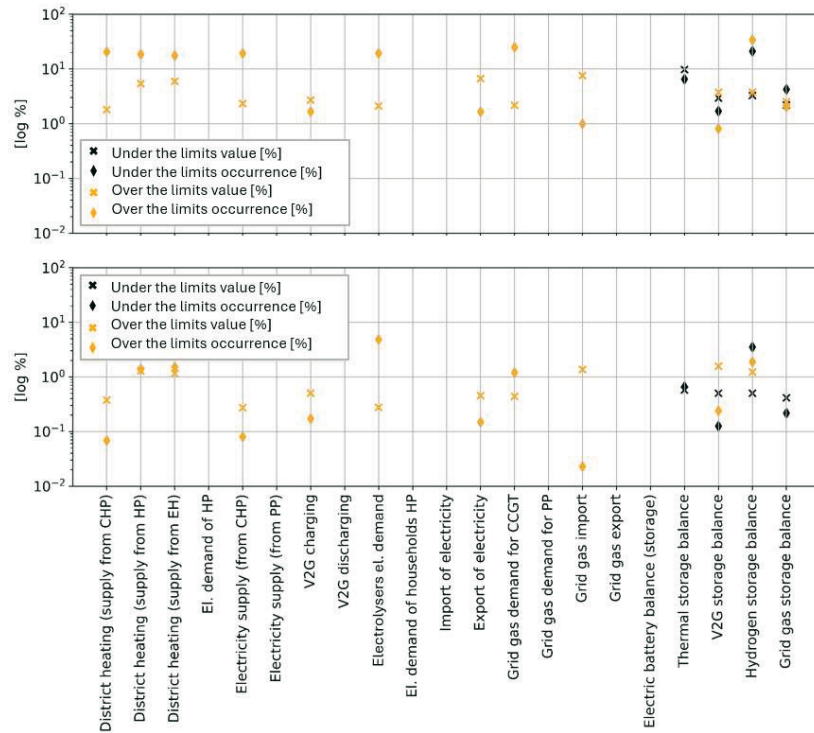 10²
10¹
10⁰
10⁻¹
10⁻²
[log %]
Under the limits value [%]
Under the limits occurrence [%]
Over the limits value [%]
Over the limits occurrence [%]
10²
10¹
10⁰
10⁻¹
10⁻²
[log %]
Under the limits value [%]
Under the limits occurrence [%]
Over the limits value [%]
Over the limits occurrence [%]
District heating (supply from CHP)
District heating (supply from HP)
District heating (supply from EH)
El. demand of HP
Electricity supply (from CHP)
Electricity supply (from PP)
V2G charging
V2G discharging
Electrolysers el. demand
El. demand of households HP
Import of electricity
Export of electricity
Grid gas demand for CCGT
Grid gas demand for PP
Grid gas import
Grid gas export
Electric battery balance (storage)
Thermal storage balance
V2G storage balance
Hydrogen storage balance
Grid gas storage balance